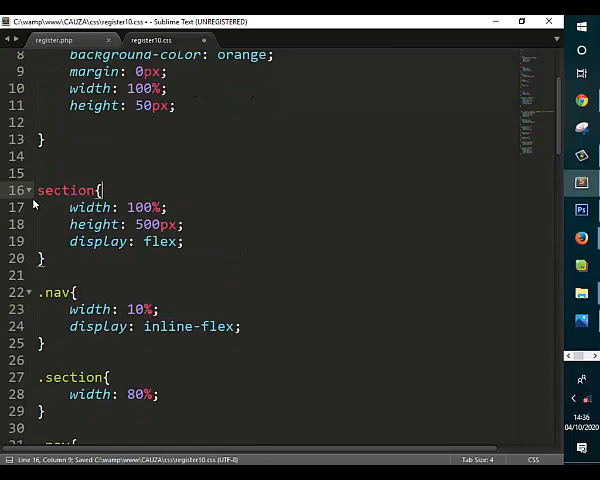 C:\wamp\www\CAUZA\css\register10.css • - Sublime Text (UNREGISTERED)
register.php
register10.css
8 background-color: orange;
9 margin: 0px;
10 width: 100%;
11 height: 50px;
12
13 }
14
15
16 section{
17 width: 100%;
18 height: 500px;
19 display: flex;
20 }
21
22 .nav{
23 width: 10%;
24 display: inline-flex;
25 }
26
27 .section{
28 width: 80%;
29 }
30
Line 16, Column 9; Saved C:\wamp\www\CAUZA\css\register10.css (UTF-8)
Tab Size: 4
CSS
14:36
04/10/2020